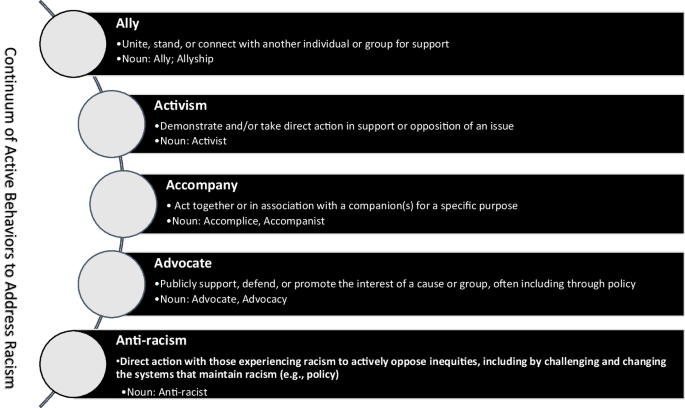 Continuum of Active Behaviors to Address Racism
Ally
•Unite, stand, or connect with another individual or group for support
•Noun: Ally; Allyship
Activism
•Demonstrate and/or take direct action in support or opposition of an issue
•Noun: Activist
Accompany
• Act together or in association with a companion(s) for a specific purpose
•Noun: Accomplice, Accompanist
Advocate
•Publicly support, defend, or promote the interest of a cause or group, often including through policy
•Noun: Advocate, Advocacy
Anti-racism
•Direct action with those experiencing racism to actively oppose inequities, including by challenging and changing
the systems that maintain racism (e.g., policy)
•Noun: Anti-racist